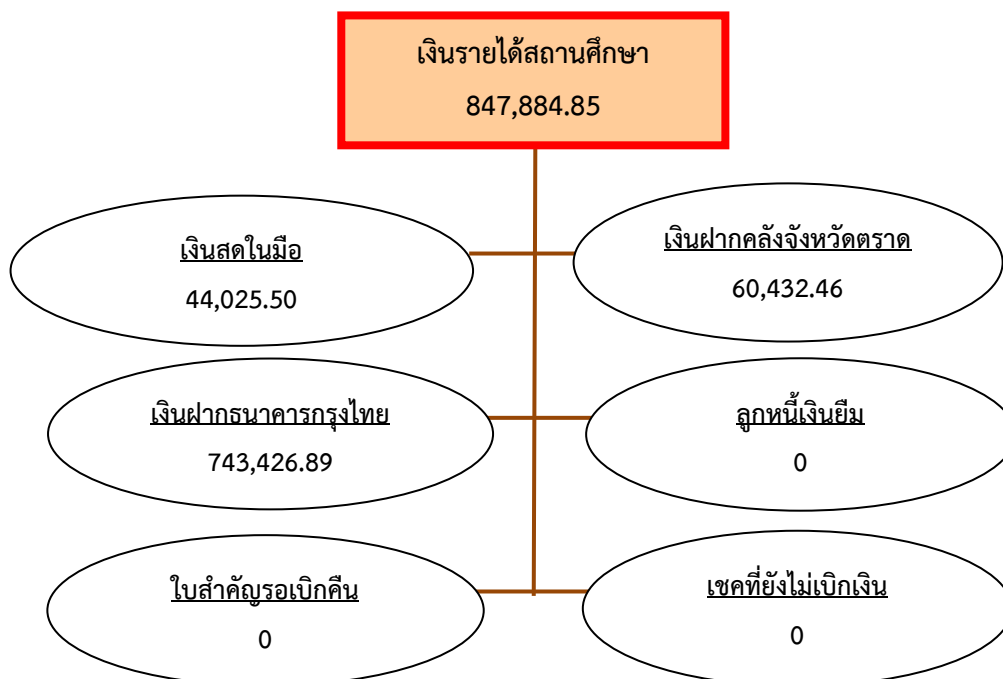 เงินรายได้สถานศึกษา
847,884.85
เงินสดในมือ
44,025.50
เงินฝากคลังจังหวัดตราด
60,432.46
เงินฝากธนาคารกรุงไทย
743,426.89
ลูกหนี้เงินยืม
0
ใบสำคัญรอเบิกคืน
0
เชคที่ยังไม่เบิกเงิน
0